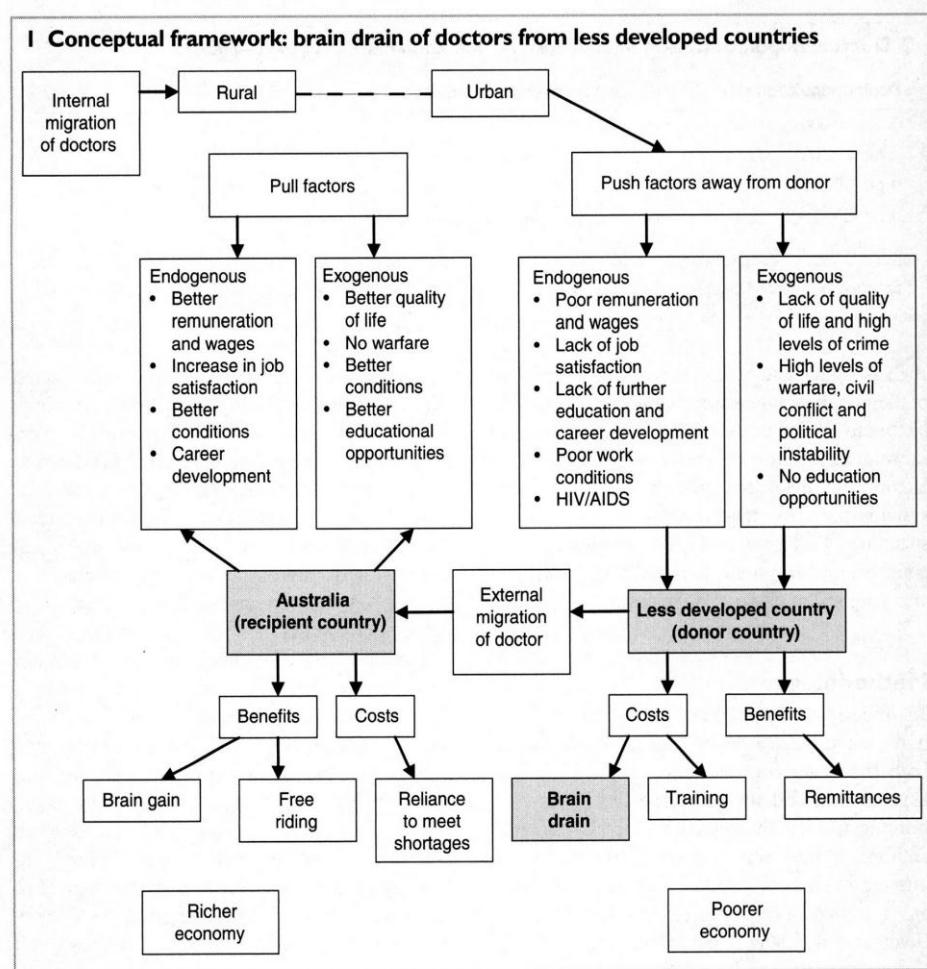 1 Conceptual framework: brain drain of doctors from less developed countries
Internal
migration
of doctors
Rural
Urban
Pull factors
Push factors away from donor
Endogenous
• Better
remuneration
and wages
• Increase in job
satisfaction
• Better
conditions
• Career
development
Exogenous
• Better quality
of life
• No warfare
• Better
conditions
• Better
educational
opportunities
Endogenous
• Poor remuneration
and wages
• Lack of job
satisfaction
• Lack of further
education and
career development
• Poor work
conditions
• HIV/AIDS
Exogenous
• Lack of quality
of life and high
levels of crime
• High levels of
warfare, civil
conflict and
political
instability
• No education
opportunities
Australia
(recipient country)
External
migration
of doctor
Less developed country
(donor country)
Benefits
Costs
Costs
Benefits
Brain gain
Free
riding
Reliance
to meet
shortages
Brain
drain
Training
Remittances
Richer
economy
Poorer
economy